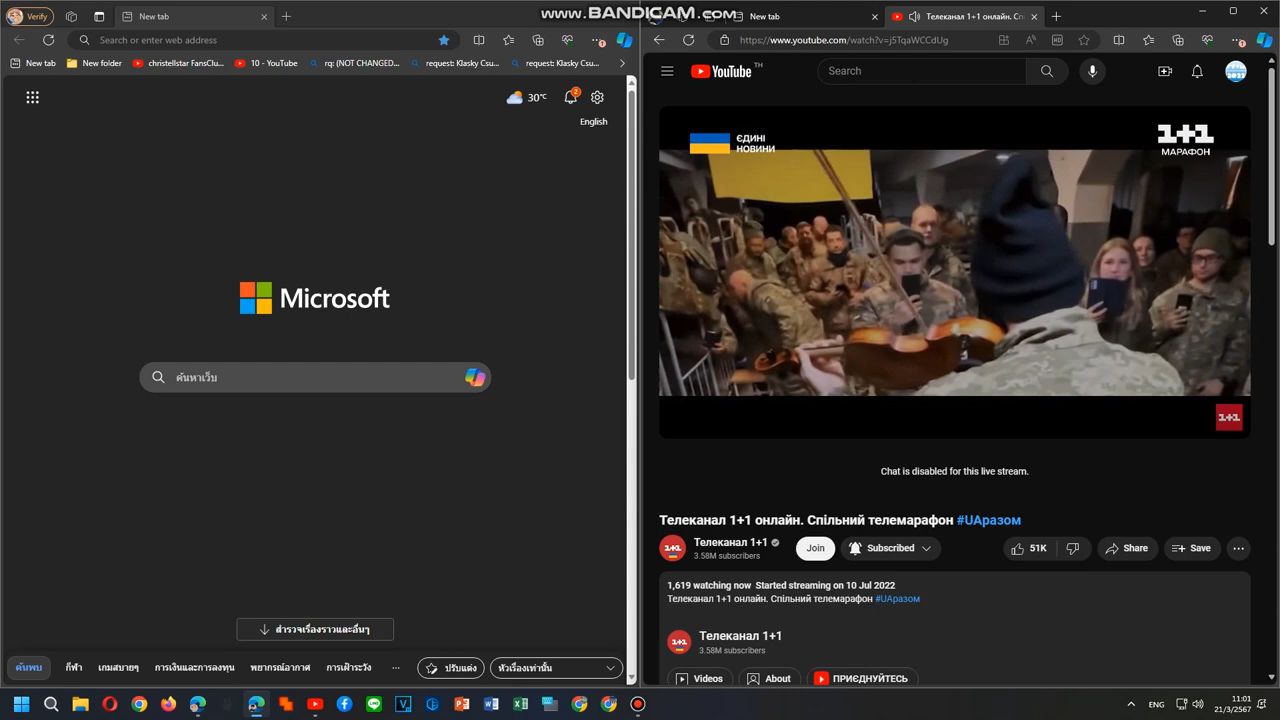 www.BANDICAM.com
Verify
New tab
Search or enter web address
New tab
New folder
christellstar FansClu...
10 - YouTube
rq: (NOT CHANGED...
request: Klasky Csu...
request: Klasky Csu...
30°C
2
English
Microsoft
ค้นหาเว็บ
สำรวจเรื่องราวและอื่นๆ
ค้นพบ
กีฬา
เกมสบายๆ
การเงินและการลงทุน
พยากรณ์อากาศ
การเฝ้าระวัง
ปรับแต่ง
หัวเรื่องเท่านั้น
New tab
Телеканал 1+1 онлайн. Сп
https://www.youtube.com/watch?v=j5TqaWCCdUg
YouTube TH
Search
ЄДИНІ
НОВИНИ
1+1
МАРАФОН
1+1
Chat is disabled for this live stream.
Телеканал 1+1 онлайн. Спільний телемарафон #UAразом
Телеканал 1+1
3.58M subscribers
Join
Subscribed
51K
Share
Save
1,619 watching now Started streaming on 10 Jul 2022
Телеканал 1+1 онлайн. Спільний телемарафон #UAразом
Телеканал 1+1
3.58M subscribers
Videos
About
ПРИЄДНУЙТЕСЬ
ENG
11:01
21/3/2567